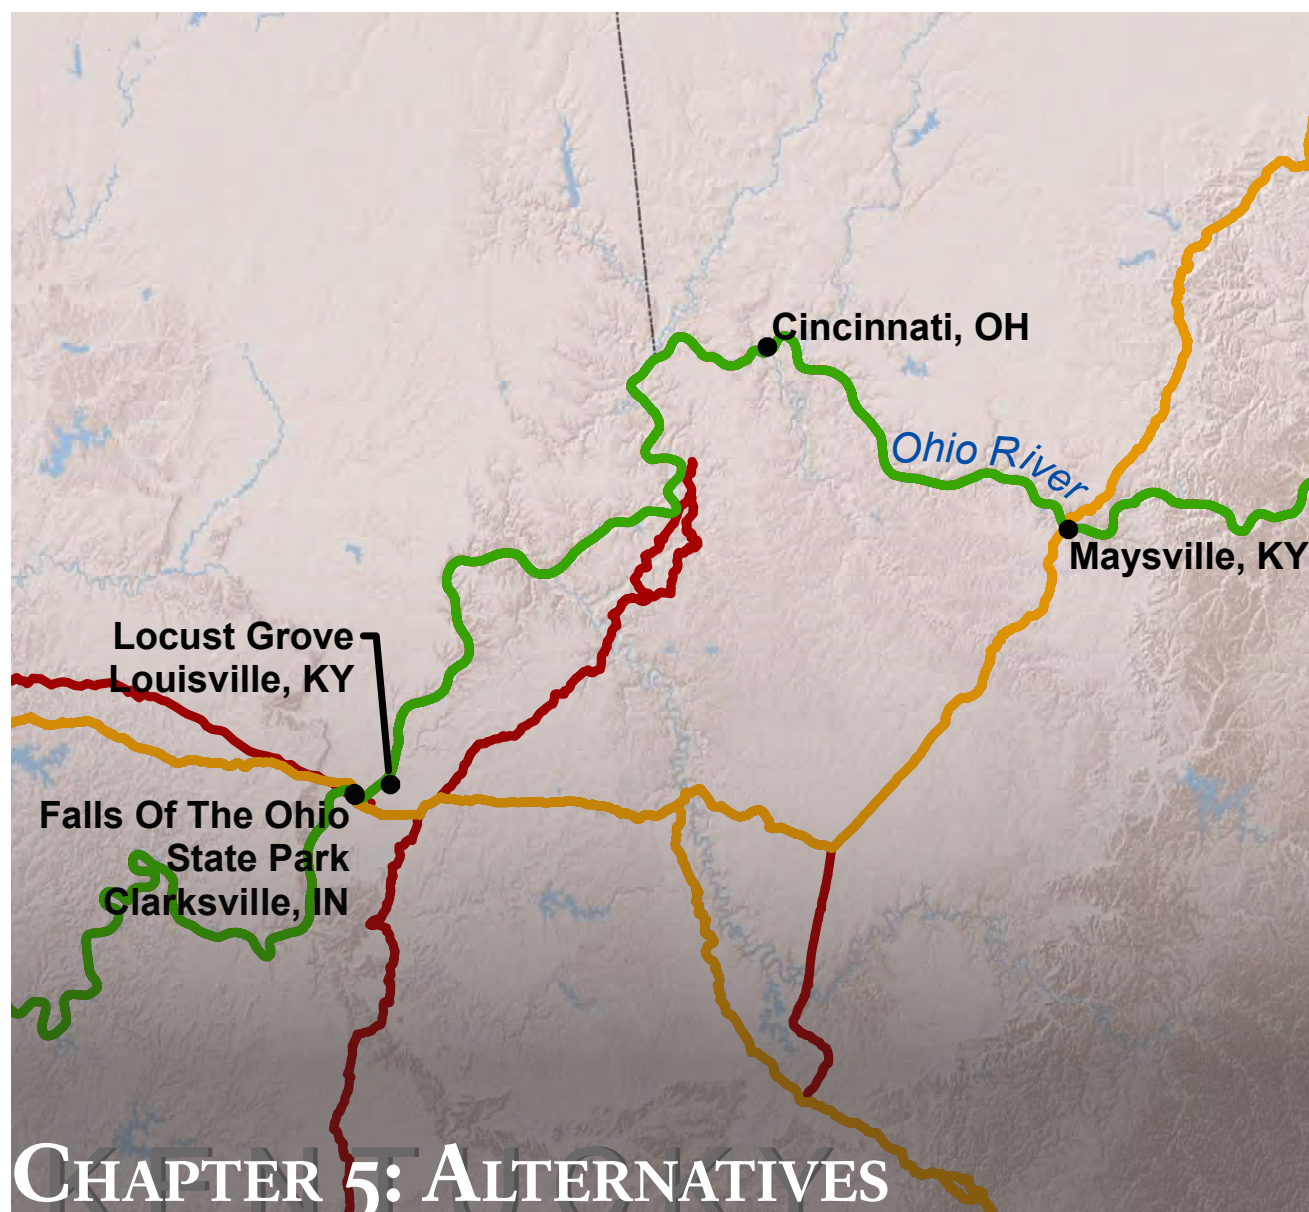 Cincinnati, OH
Ohio River
Maysville, KY
Locust Grove
Louisville, KY
Falls Of The Ohio
State Park
Clarksville, IN
KENTUCKY
CHAPTER 5: ALTERNATIVES